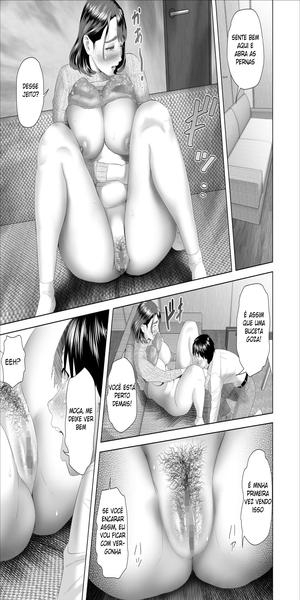 SENTE BEM
AQUI E
ABRA AS
PERNAS
DESSE
JEITO?
É ASSIM
QUE UMA
BUCETA
GOZA!
VOCÊ ESTÁ
PERTO
DEMAIS!
MOÇA, ME
DEIXE VER
BEM
EEH?
É MINHA
PRIMEIRA
VEZ VENDO
ISSO
SE VOCÊ
ENCARAR
ASSIM, EU
VOU FICAR
COM VER-
GONHA